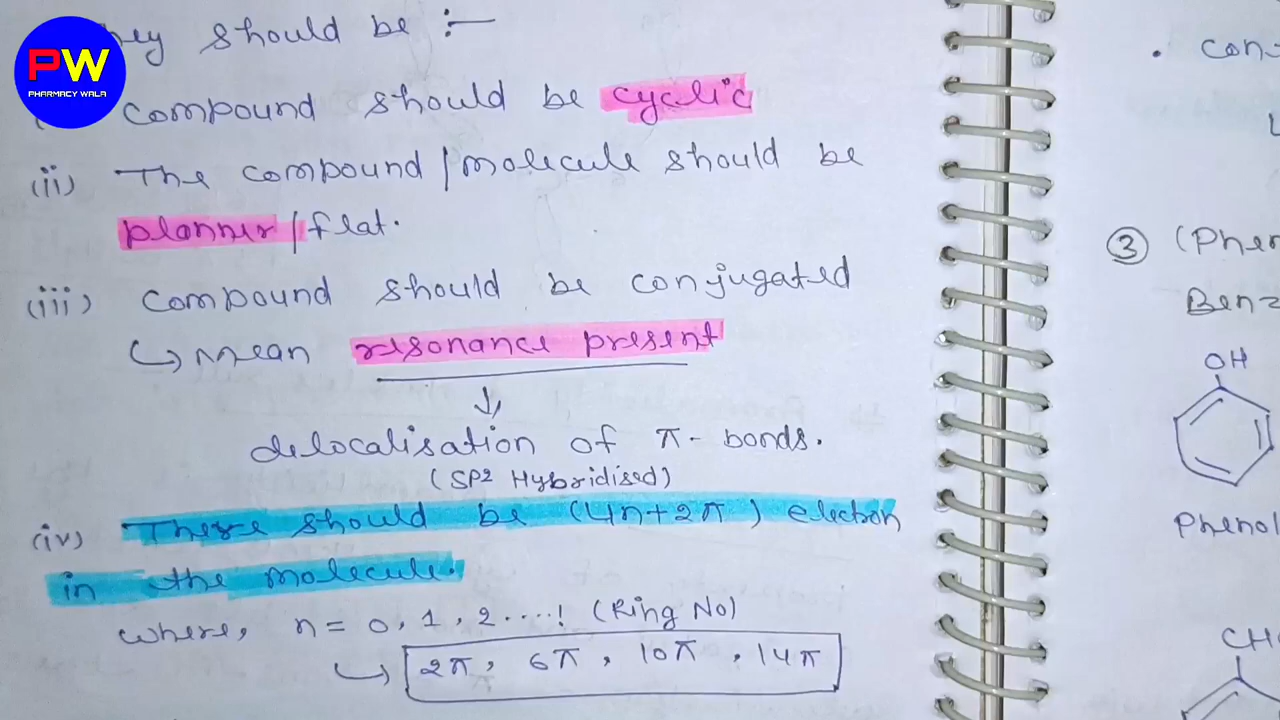 hey should be :-
PW
PHARMACY WALA
compound should be cyclic
(ii) The compound/molecule should be
planner/flat.
(iii) compound should be conjugated
↳ mean resonance present
↓
delocalisation of π- bonds.
(SP² Hybridised)
(iv) There should be (4n+2π) electron
in the molecule.
where, n = 0, 1, 2....! (Ring No)
↳ 2π, 6π, 10π, 14π
. con
③ (Phen
Benz
OH
Phenol
CH